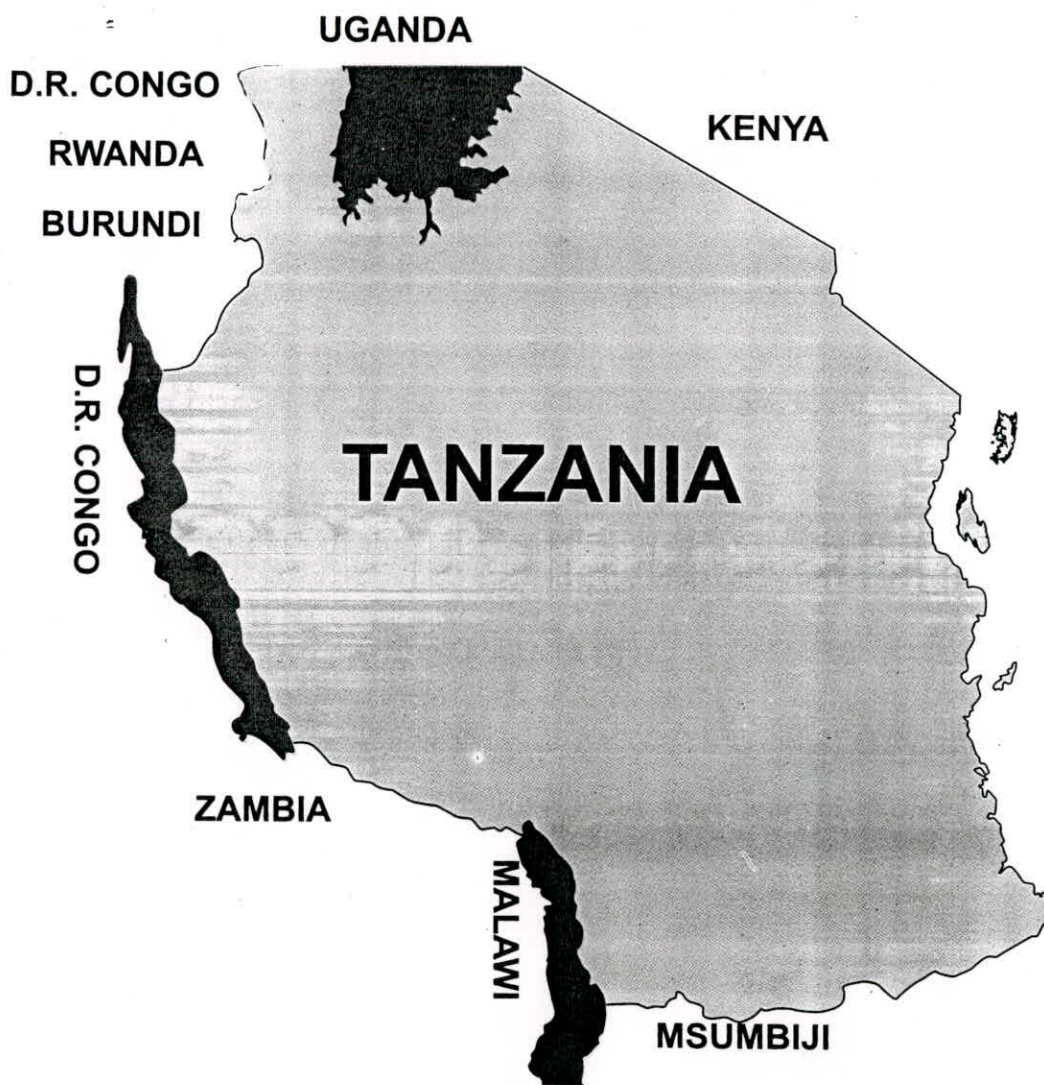 UGANDA
D.R. CONGO
KENYA
RWANDA
BURUNDI
D.R. CONGO
TANZANIA
ZAMBIA
MALAWI
MSUMBIJI